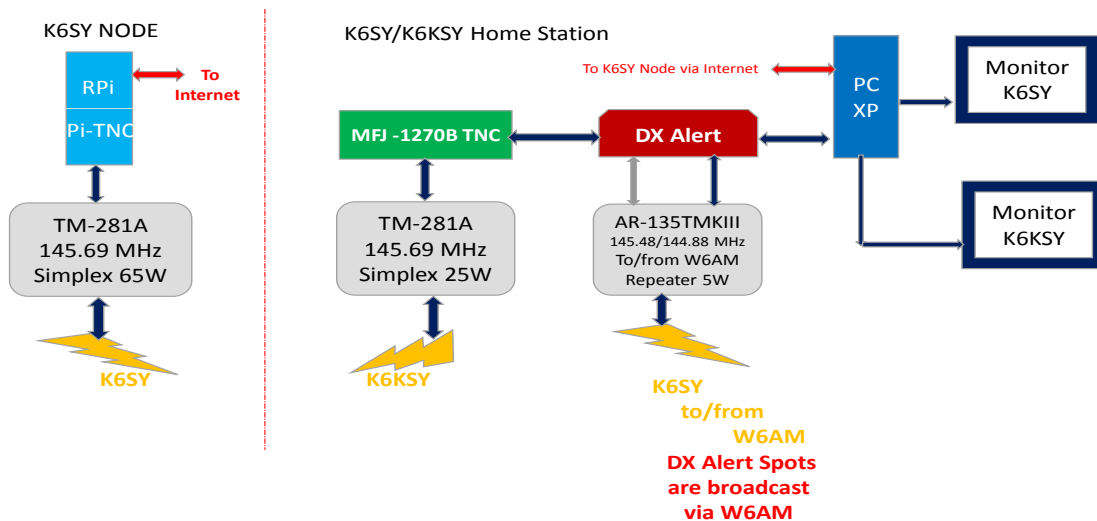 K6SY NODE
RPi
Pi-TNC
To
Internet
TM-281A
145.69 MHz
Simplex 65W
K6SY
K6SY/K6KSY Home Station
To K6SY Node via Internet
MFJ -1270B TNC
DX Alert
PC
XP
Monitor
K6SY
Monitor
K6KSY
TM-281A
145.69 MHz
Simplex 25W
K6KSY
AR-135TMKIII
145.48/144.88 MHz
To/from W6AM
Repeater 5W
K6SY
to/from
W6AM
DX Alert Spots
are broadcast
via W6AM